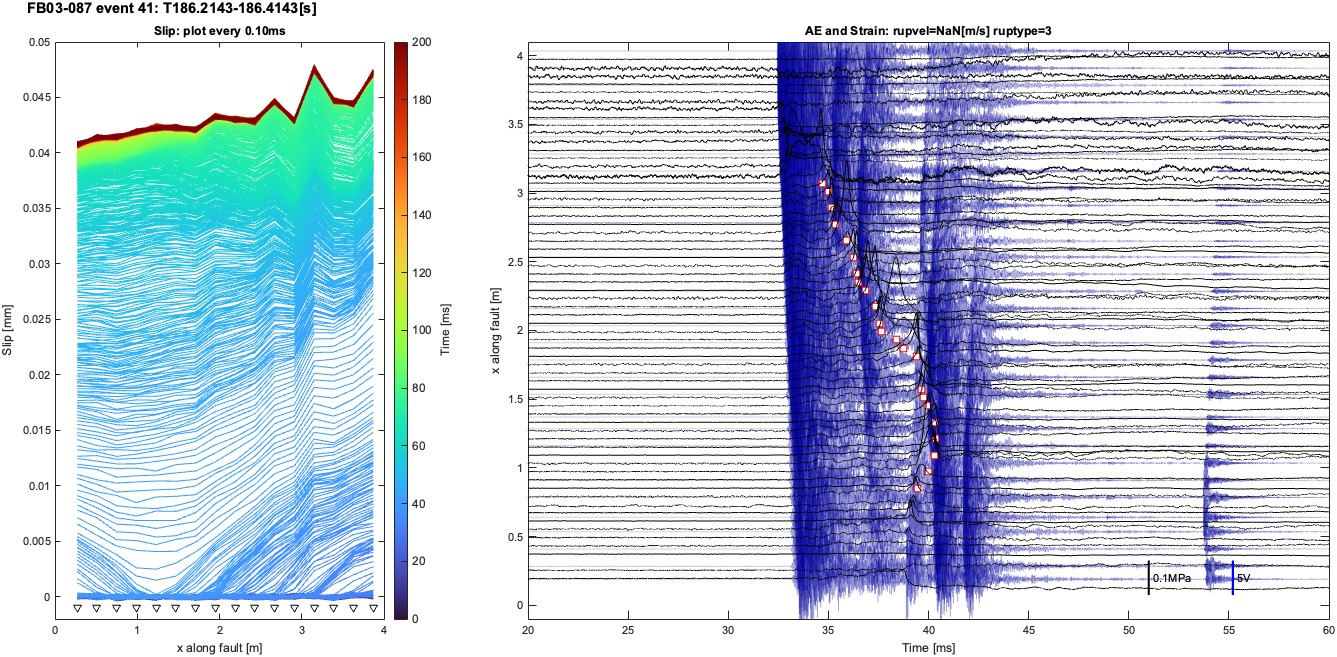 FB03-087 event 41: T186.2143-186.4143[s]
Slip: plot every 0.10ms
0.05
0.045
0.04
0.035
0.03
0.025
0.02
0.015
0.01
0.005
0
Slip [mm]
0 1 2 3 4
x along fault [m]
200
180
160
140
120
100
80
60
40
20
0
Time [ms]
AE and Strain: rupvel=NaN[m/s] ruptype=3
4
3.5
3
2.5
2
1.5
1
0.5
0
x along fault [m]
0.1MPa
5V
20 25 30 35 40 45 50 55 60
Time [ms]